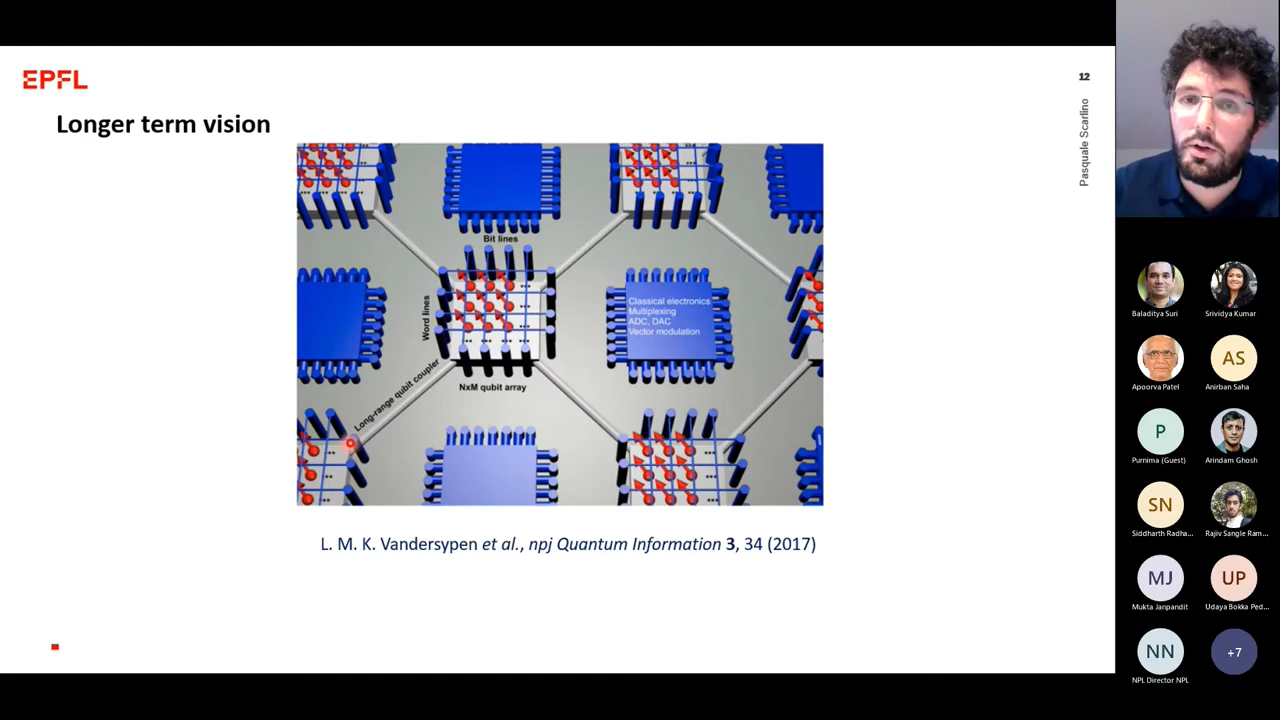 EPFL
12
Pasquale Scarlino
Longer term vision
Bit lines
Word lines
Classical electronics
Multiplexing
ADC, DAC
Vector modulation
Long-range qubit coupler
NxM qubit array
L. M. K. Vandersypen et al., npj Quantum Information 3, 34 (2017)
Baladitya Suri
Srividya Kumar
Apoorva Patel
AS
Anirban Saha
P
Purnima (Guest)
Arindam Ghosh
SN
Siddharth Radha...
Rajiv Sangle Ram...
MJ
Mukta Janpandit
UP
Udaya Bokka Ped...
NN
NPL Director NPL
+7